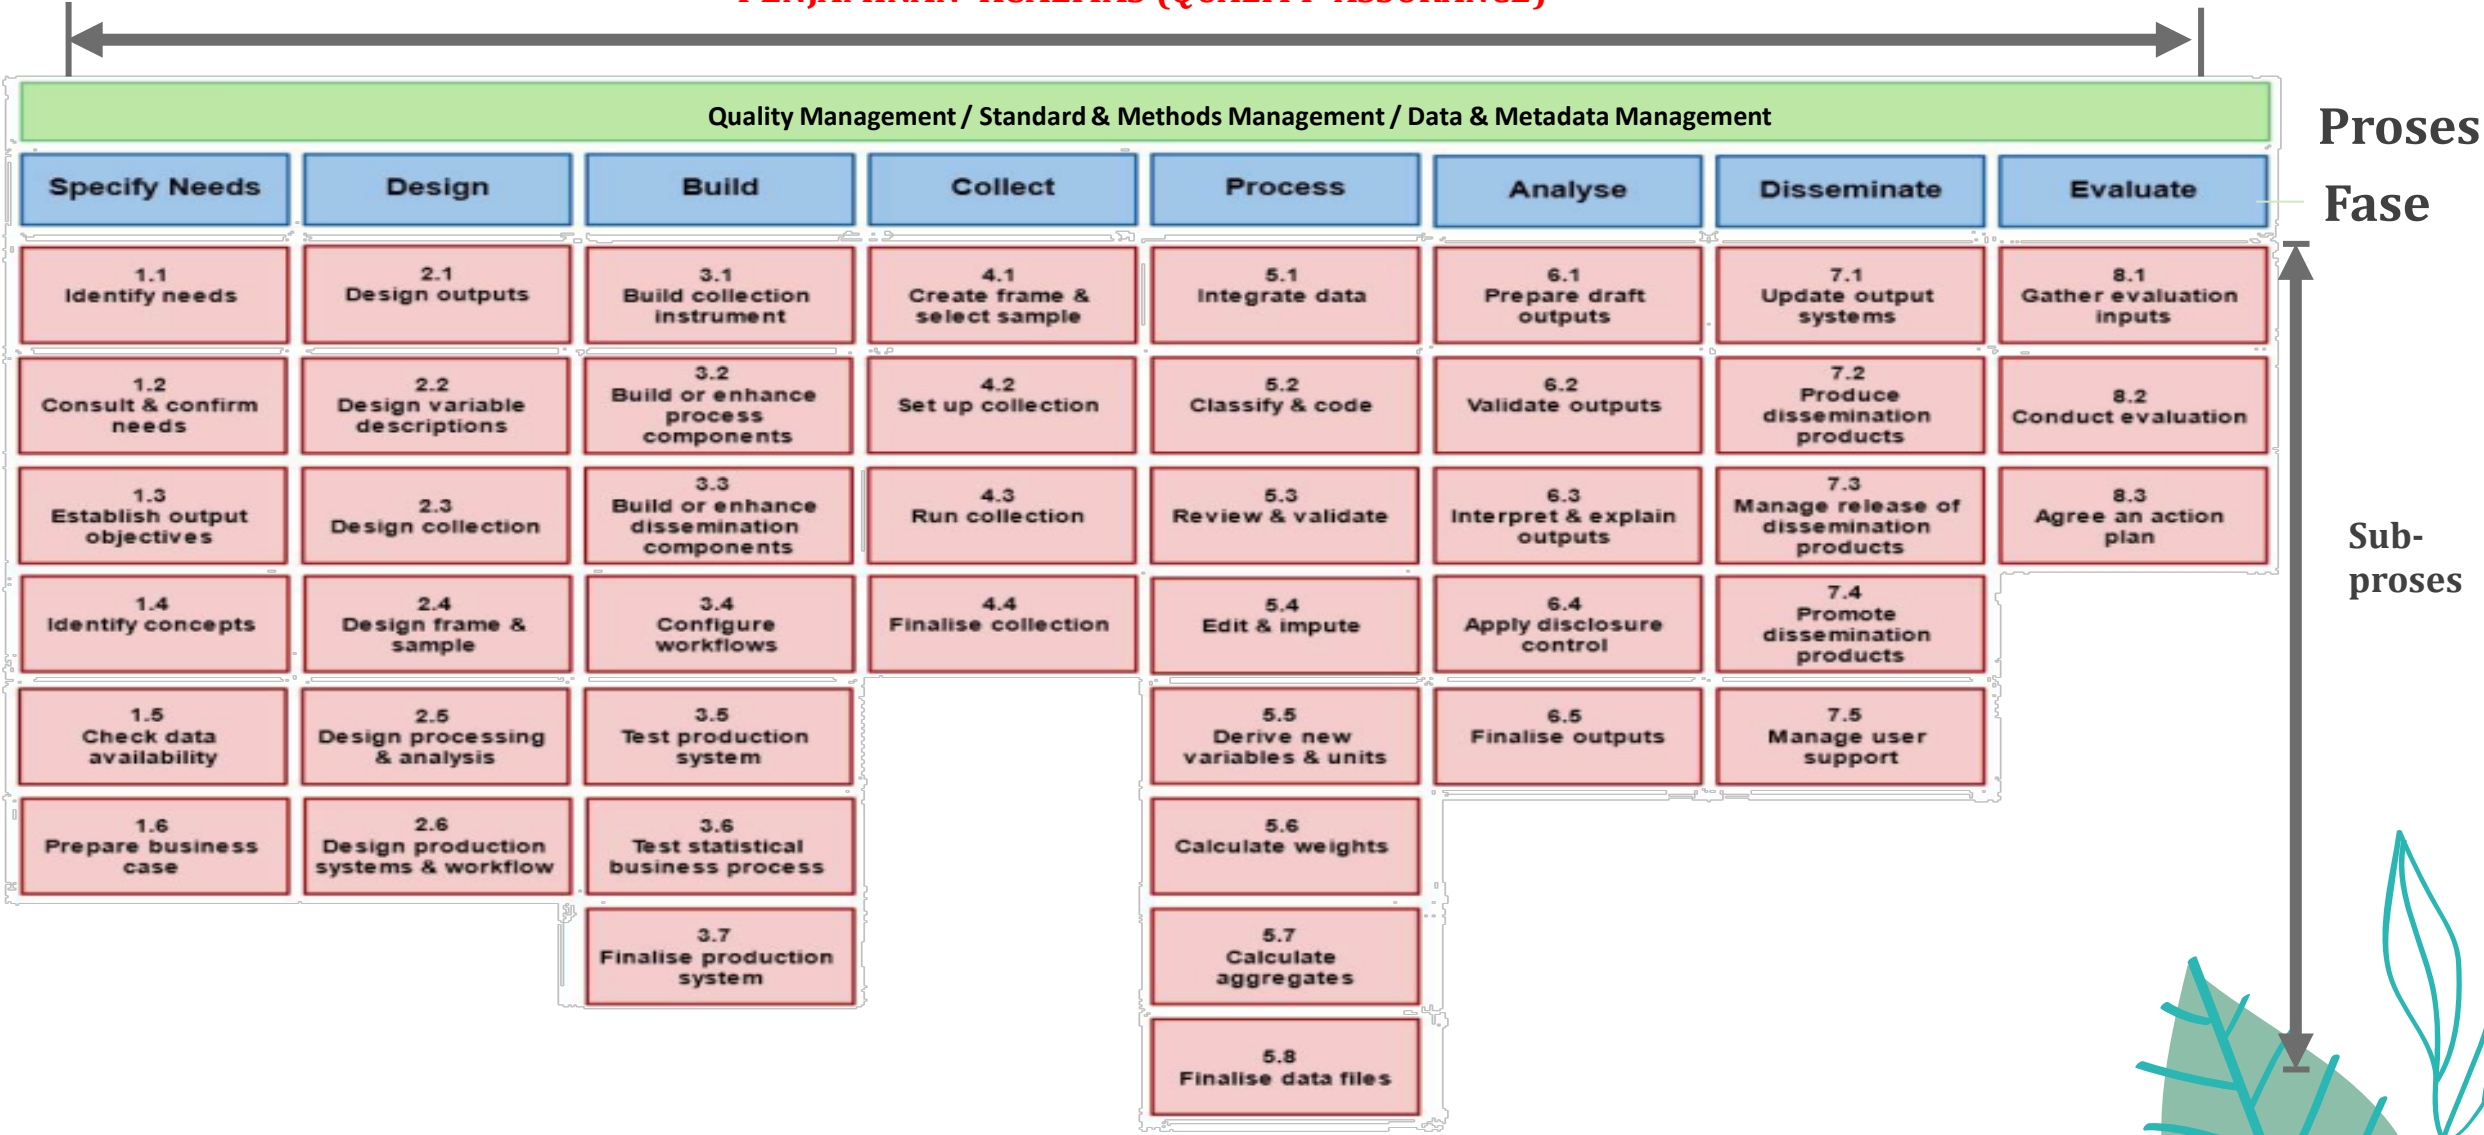 (QUALITY ASSURANCE)
Quality Management / Standard & Methods Management / Data & Metadata Management
Proses
Specify Needs
Design
Build
Collect
Process
Analyse
Disseminate
Evaluate
Fase
1.1
Identify needs
2.1
Design outputs
3.1
Build collection
instrument
4.1
Create frame &
select sample
5.1
Integrate data
6.1
Prepare draft
outputs
7.1
Update output
systems
8.1
Gather evaluation
inputs
1.2
Consult & confirm
needs
2.2
Design variable
descriptions
3.2
Build or enhance
process
components
4.2
Set up collection
5.2
Classify & code
6.2
Validate outputs
7.2
Produce
dissemination
products
8.2
Conduct evaluation
1.3
Establish output
objectives
2.3
Design collection
3.3
Build or enhance
dissemination
components
4.3
Run collection
5.3
Review & validate
6.3
Interpret & explain
outputs
7.3
Manage release of
dissemination
products
8.3
Agree an action
plan
Sub-
proses
1.4
Identify concepts
2.4
Design frame &
sample
3.4
Configure
workflows
4.4
Finalise collection
5.4
Edit & impute
6.4
Apply disclosure
control
7.4
Promote
dissemination
products
1.5
Check data
availability
2.5
Design processing
& analysis
3.5
Test production
system
5.5
Derive new
variables & units
6.5
Finalise outputs
7.5
Manage user
support
1.6
Prepare business
case
2.6
Design production
systems & workflow
3.6
Test statistical
business process
5.6
Calculate weights
3.7
Finalise production
system
5.7
Calculate
aggregates
5.8
Finalise data files